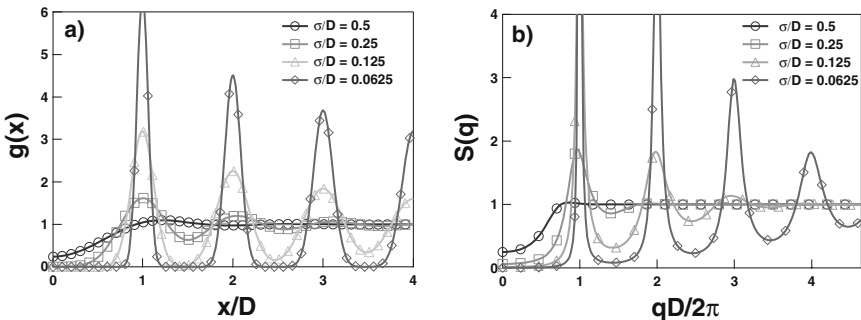 a)
σ/D = 0.5
σ/D = 0.25
σ/D = 0.125
σ/D = 0.0625
g(x)
6
5
4
3
2
1
0
0 1 2 3 4
x/D
b)
σ/D = 0.5
σ/D = 0.25
σ/D = 0.125
σ/D = 0.0625
S(q)
4
3
2
1
0
0 1 2 3 4
qD/2π